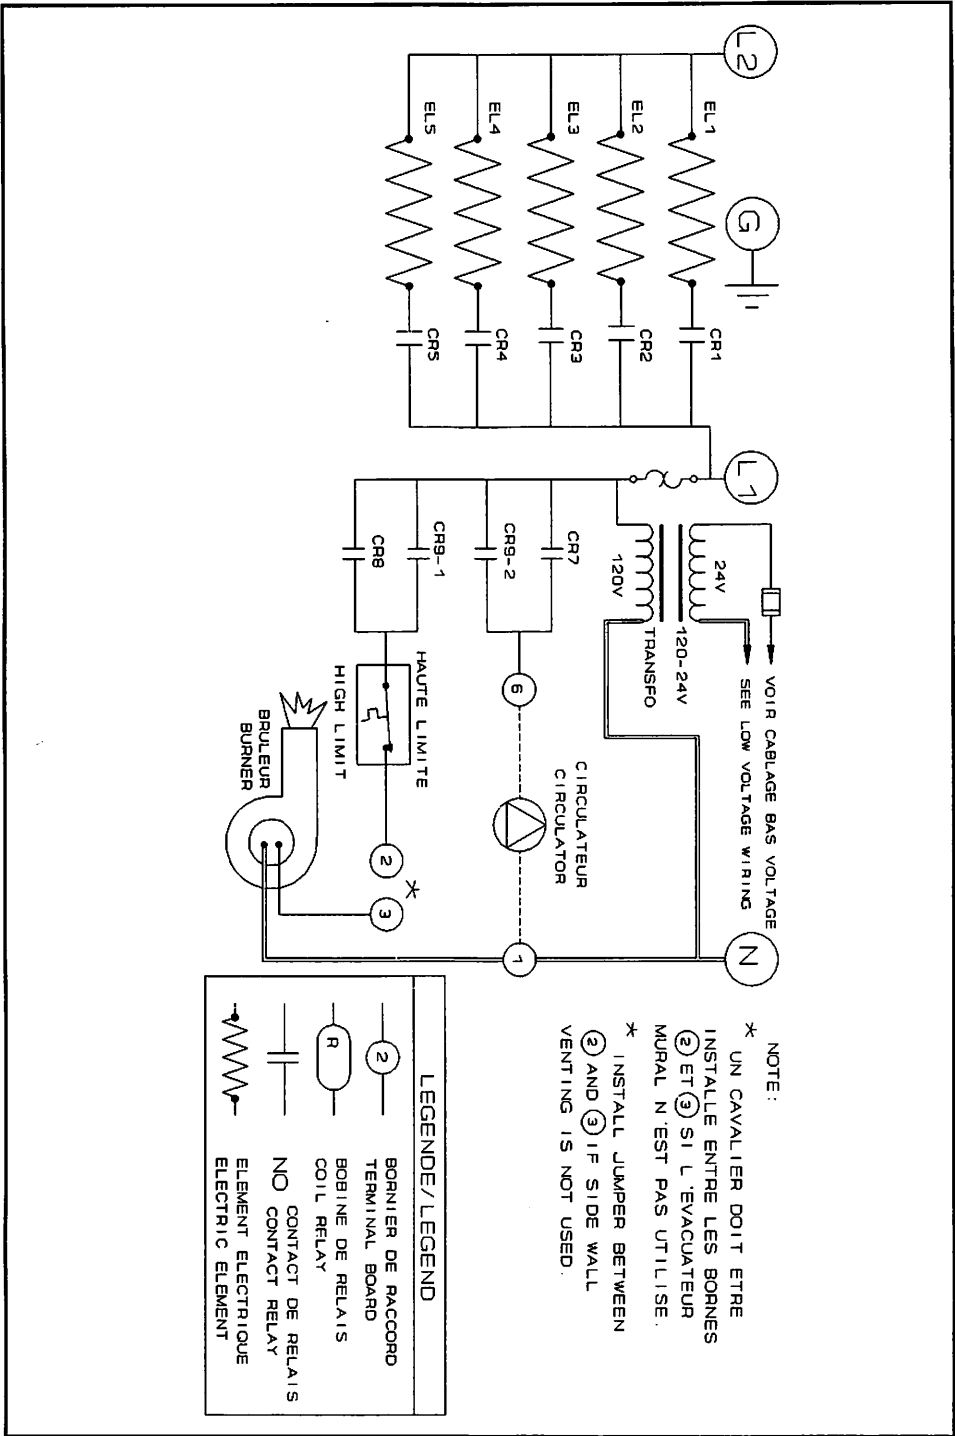 L2
EL1
EL2
EL3
EL4
EL5
G
CR1
CR2
CR3
CR4
CR5
L1
24V
120V
120-24V
TRANSFO
VOIR CABLAGE BAS VOLTAGE
SEE LOW VOLTAGE WIRING
CR7
CR9-2
CR9-1
CR8
6
CIRCULATEUR
CIRCULATOR
HAUTE LIMITE
HIGH LIMIT
BRULEUR
BURNER
2
*
3
1
N
NOTE:
* UN CAVALIER DOIT ETRE
INSTALLE ENTRE LES BORNES
2 ET 3 SI L'EVACUATEUR
MURAL N'EST PAS UTILISE.
* INSTALL JUMPER BETWEEN
2 AND 3 IF SIDE WALL
VENTING IS NOT USED.
LEGENDE/LEGEND
2
BORNIER DE RACCORD
TERMINAL BOARD
R
BOBINE DE RELAIS
COIL RELAY
NO CONTACT DE RELAIS
CONTACT RELAY
ELEMENT ELECTRIQUE
ELECTRIC ELEMENT